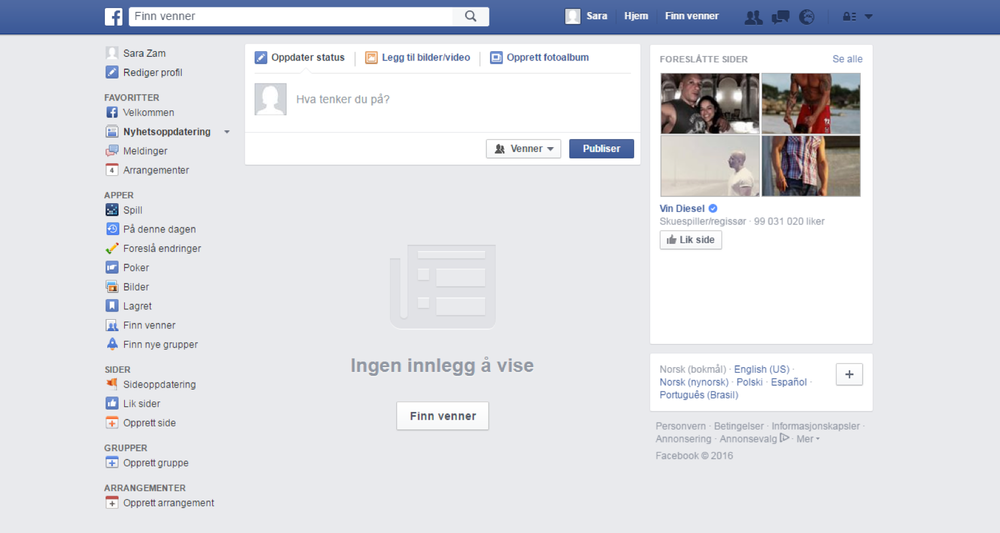 Finn venner
Sara
Hjem
Finn venner
Sara Zam
Rediger profil
FAVORITTER
Velkommen
Nyhetsoppdatering
Meldinger
4 Arrangementer
APPER
Spill
På denne dagen
Foreslå endringer
Poker
Bilder
Lagret
Finn venner
Finn nye grupper
SIDER
Sideoppdatering
Lik sider
Opprett side
GRUPPER
Opprett gruppe
ARRANGEMENTER
Opprett arrangement
Oppdater status
Legg til bilder/video
Opprett fotoalbum
Hva tenker du på?
Venner
Publiser
Ingen innlegg å vise
Finn venner
FORESLÅTTE SIDER
Se alle
Vin Diesel
Skuespiller/regissør · 99 031 020 liker
Lik side
Norsk (bokmål) · English (US) ·
Norsk (nynorsk) · Polski · Español ·
Português (Brasil)
+
Personvern · Betingelser · Informasjonskapsler ·
Annonsering · Annonsevalg · Mer
Facebook © 2016